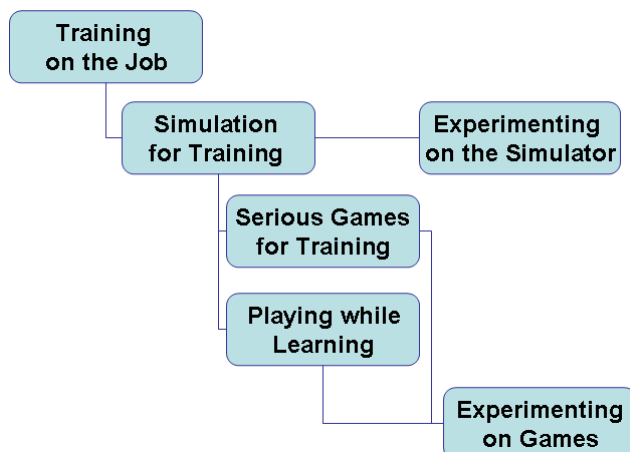 Training
on the Job
Simulation
for Training
Experimenting
on the Simulator
Serious Games
for Training
Playing while
Learning
Experimenting
on Games